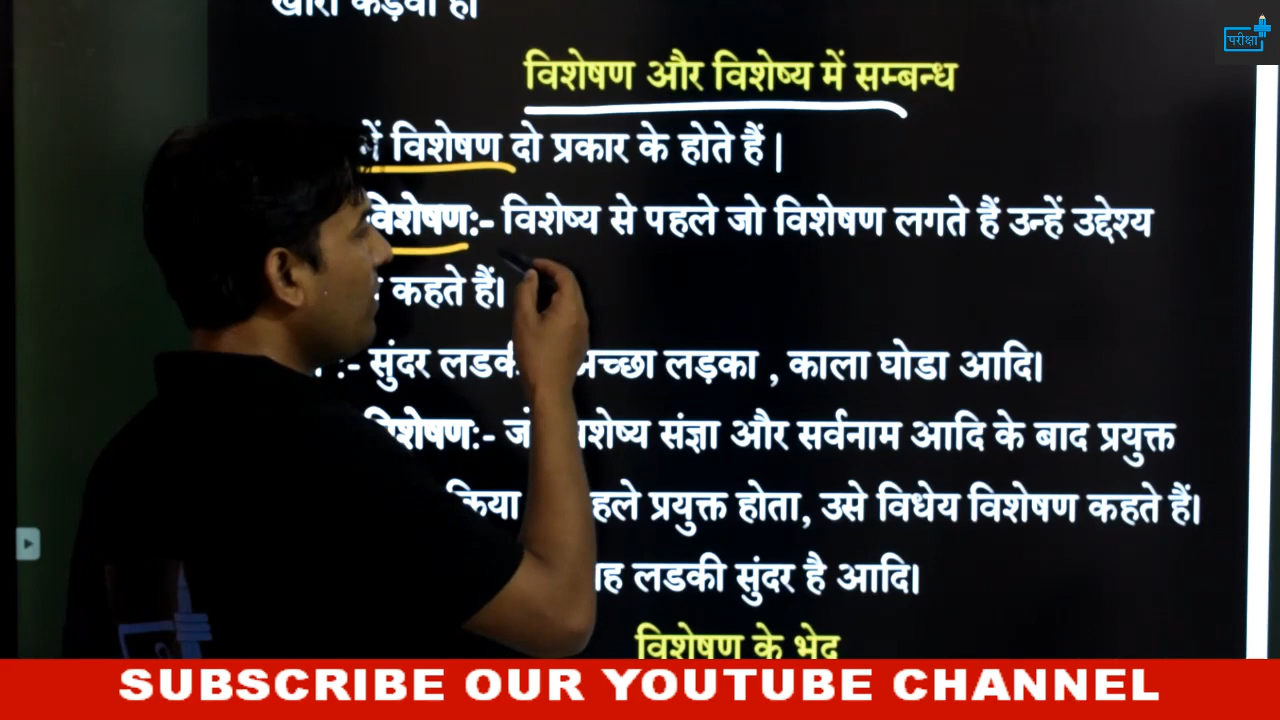 परीक्षा
विशेषण और विशेष्य में सम्बन्ध
में विशेषण दो प्रकार के होते हैं |
विशेषण:- विशेष्य से पहले जो विशेषण लगते हैं उन्हें उद्देश्य
कहते हैं।
:- सुंदर लडकी अच्छा लड़का , काला घोडा आदि।
विशेषण:- विशेष्य संज्ञा और सर्वनाम आदि के बाद प्रयुक्त
प्रयुक्त होता, उसे विधेय विशेषण कहते हैं।
लडकी सुंदर है आदि।
विशेषण के भेद
SUBSCRIBE OUR YOUTUBE CHANNEL